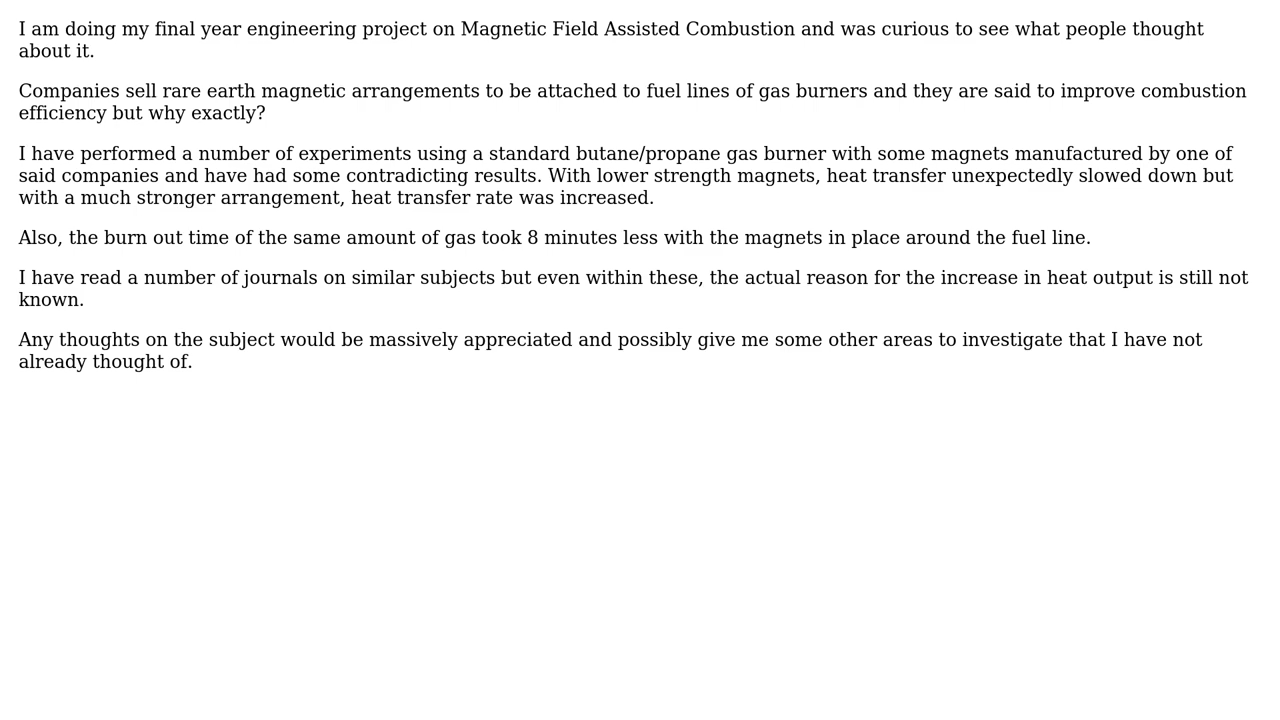 I am doing my final year engineering project on Magnetic Field Assisted Combustion and was curious to see what people thought
about it.
Companies sell rare earth magnetic arrangements to be attached to fuel lines of gas burners and they are said to improve combustion
efficiency but why exactly?
I have performed a number of experiments using a standard butane/propane gas burner with some magnets manufactured by one of
said companies and have had some contradicting results. With lower strength magnets, heat transfer unexpectedly slowed down but
with a much stronger arrangement, heat transfer rate was increased.
Also, the burn out time of the same amount of gas took 8 minutes less with the magnets in place around the fuel line.
I have read a number of journals on similar subjects but even within these, the actual reason for the increase in heat output is still not
known.
Any thoughts on the subject would be massively appreciated and possibly give me some other areas to investigate that I have not
already thought of.